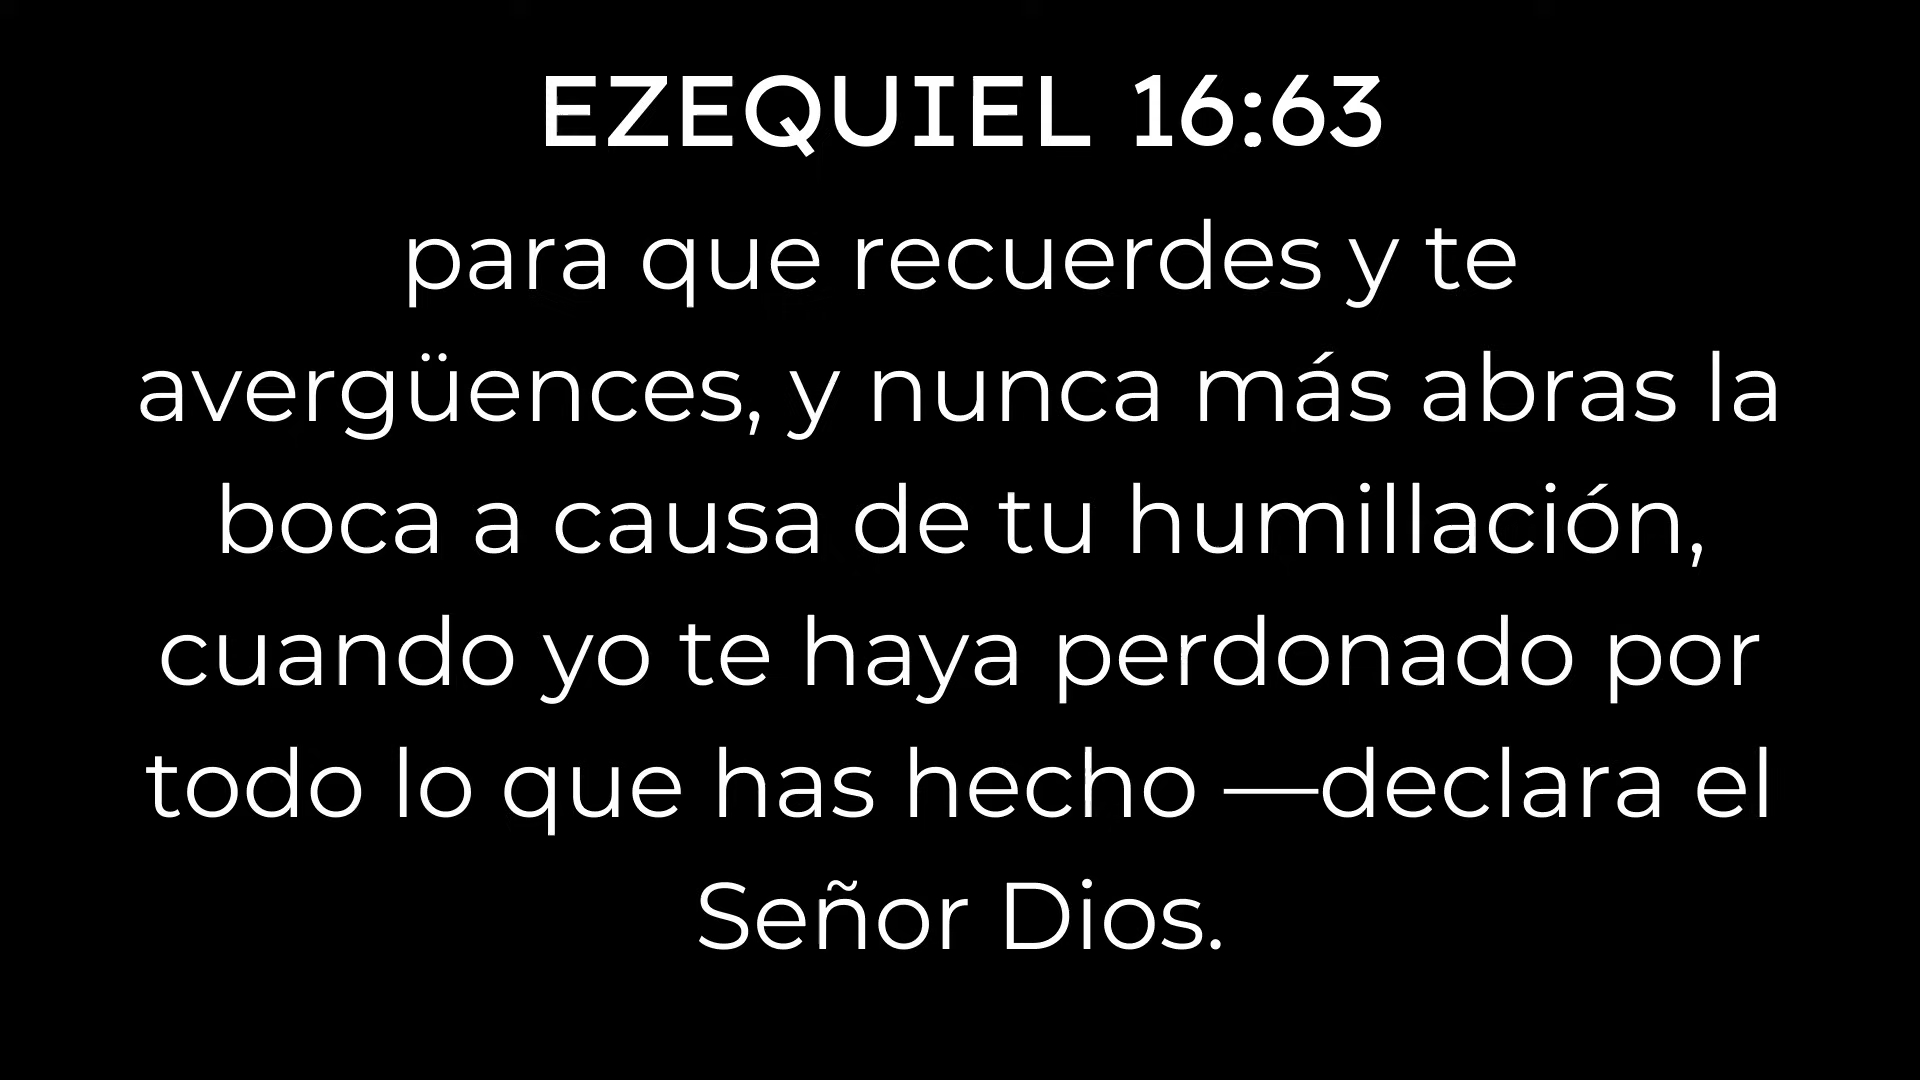 EZEQUIEL 16:63
para que recuerdes y te
avergüences, y nunca más abras la
boca a causa de tu humillación,
cuando yo te haya perdonado por
todo lo que has hecho —declara el
Señor Dios.